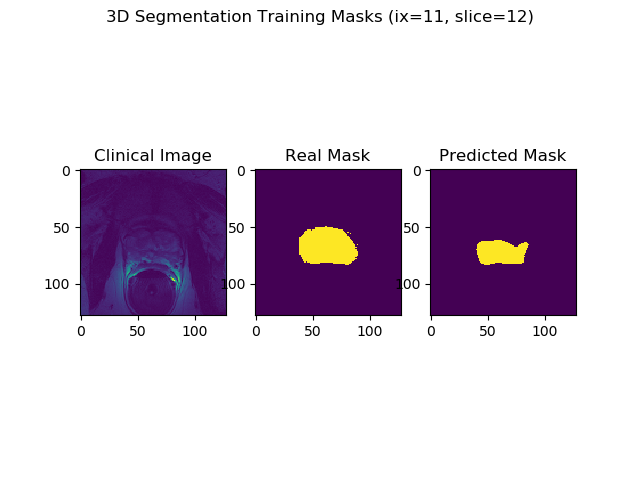 3D Segmentation Training Masks (ix=11, slice=12)
Clinical Image Real Mask Predicted Mask
0 0 0
50 50 50
100 100 100
0 50 100 0 50 100 0 50 100